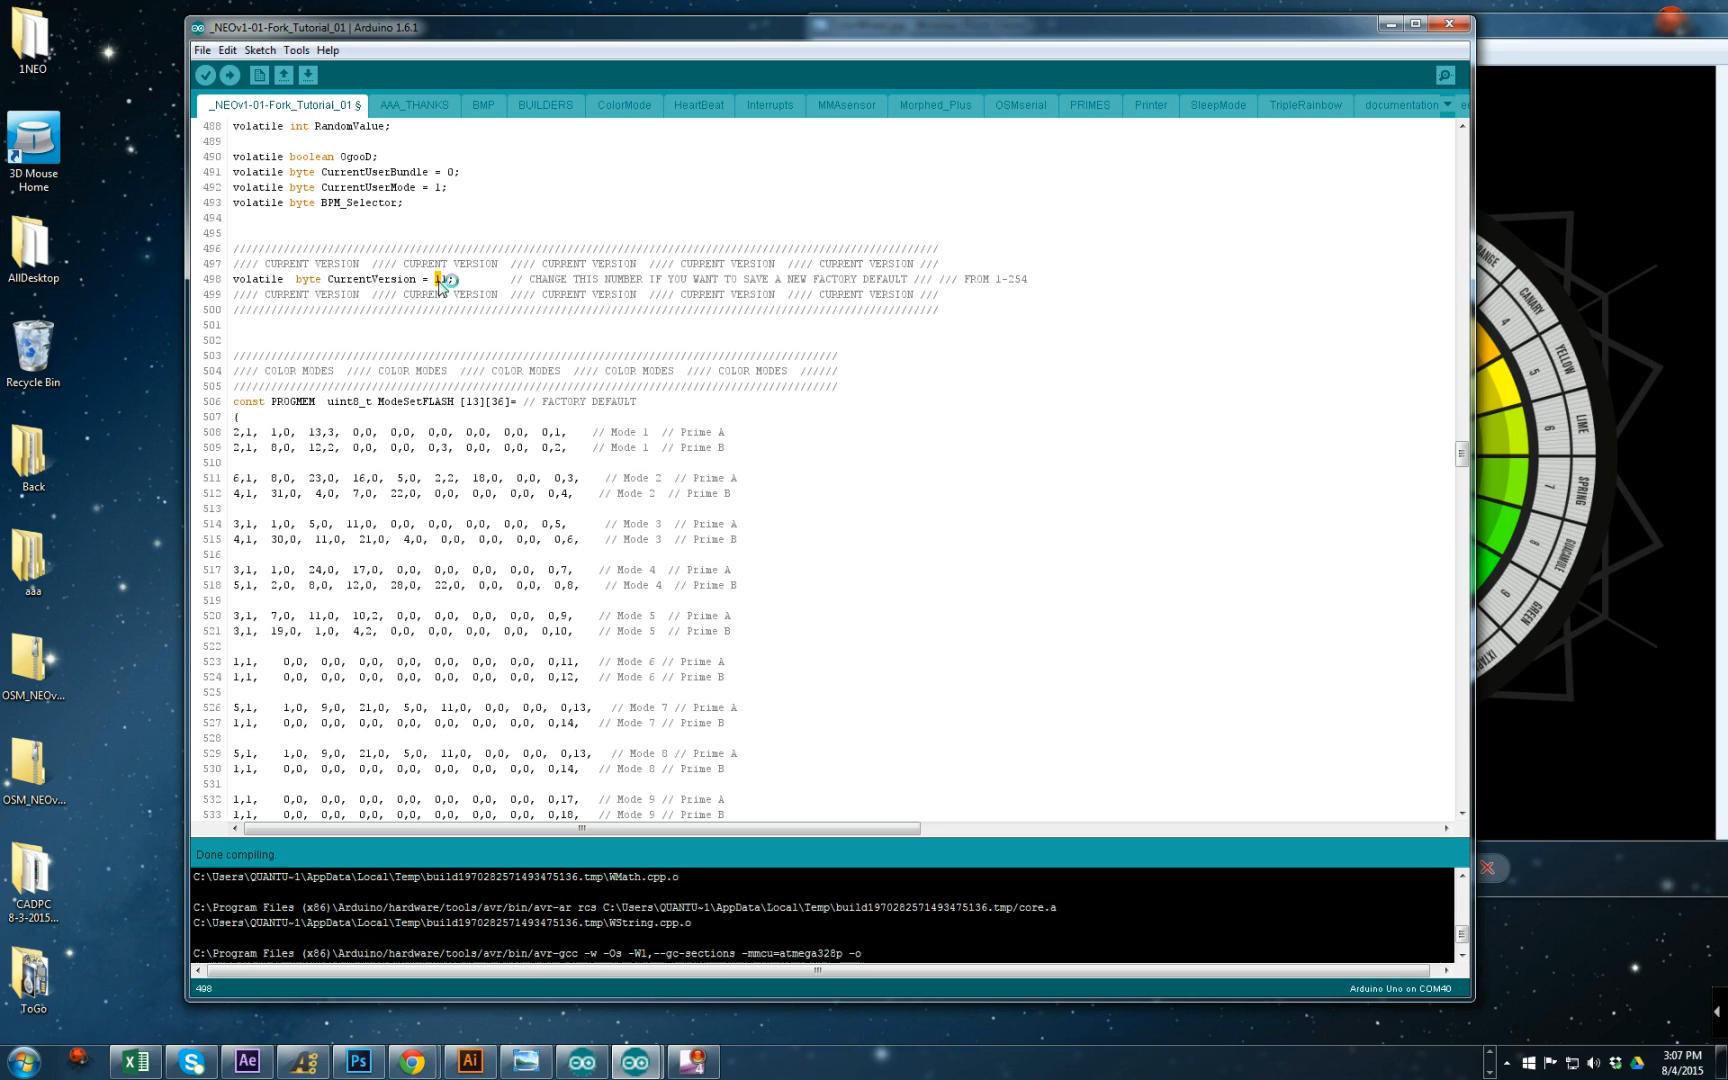 _NEOv1-01-Fork_Tutorial_01 | Arduino 1.6.1
File Edit Sketch Tools Help
_NEOv1-01-Fork_Tutorial_01 § AAA_THANKS BMP BUILDERS ColorMode HeartBeat Interrupts MMAsensor Morphed_Plus OSMserial PRIMES Printer SleepMode TripleRainbow documentation
488 volatile int RandomValue;
489
490 volatile boolean OgooD;
491 volatile byte CurrentUserBundle = 0;
492 volatile byte CurrentUserMode = 1;
493 volatile byte BPM_Selector;
494
495
496 ////////////////////////////////////////////////////////////////////////////////////////////////////////////////
497 //// CURRENT VERSION //// CURRENT VERSION //// CURRENT VERSION //// CURRENT VERSION //// CURRENT VERSION ///
498 volatile byte CurrentVersion = // CHANGE THIS NUMBER IF YOU WANT TO SAVE A NEW FACTORY DEFAULT /// /// FROM 1-254
499 //// CURRENT VERSION //// CURRENT VERSION //// CURRENT VERSION //// CURRENT VERSION //// CURRENT VERSION ///
500 ////////////////////////////////////////////////////////////////////////////////////////////////////////////////
501
502
503 ////////////////////////////////////////////////////////////////////////////////////////////////
504 //// COLOR MODES //// COLOR MODES //// COLOR MODES //// COLOR MODES //// COLOR MODES //////
505 ////////////////////////////////////////////////////////////////////////////////////////////////
506 const PROGMEM uint8_t ModeSetFLASH [13][36]= // FACTORY DEFAULT
507 {
508 2,1, 1,0, 13,3, 0,0, 0,0, 0,0, 0,0, 0,0, 0,1, // Mode 1 // Prime A
509 2,1, 8,0, 12,2, 0,0, 0,0, 0,3, 0,0, 0,0, 0,2, // Mode 1 // Prime B
510
511 6,1, 8,0, 23,0, 16,0, 5,0, 2,2, 18,0, 0,0, 0,3, // Mode 2 // Prime A
512 4,1, 31,0, 4,0, 7,0, 22,0, 0,0, 0,0, 0,0, 0,4, // Mode 2 // Prime B
513
514 3,1, 1,0, 5,0, 11,0, 0,0, 0,0, 0,0, 0,0, 0,5, // Mode 3 // Prime A
515 4,1, 30,0, 11,0, 21,0, 4,0, 0,0, 0,0, 0,0, 0,6, // Mode 3 // Prime B
516
517 3,1, 1,0, 24,0, 17,0, 0,0, 0,0, 0,0, 0,0, 0,7, // Mode 4 // Prime A
518 5,1, 2,0, 8,0, 12,0, 28,0, 22,0, 0,0, 0,0, 0,8, // Mode 4 // Prime B
519
520 3,1, 7,0, 11,0, 10,2, 0,0, 0,0, 0,0, 0,0, 0,9, // Mode 5 // Prime A
521 3,1, 19,0, 1,0, 4,2, 0,0, 0,0, 0,0, 0,0, 0,10, // Mode 5 // Prime B
522
523 1,1, 0,0, 0,0, 0,0, 0,0, 0,0, 0,0, 0,0, 0,11, // Mode 6 // Prime A
524 1,1, 0,0, 0,0, 0,0, 0,0, 0,0, 0,0, 0,0, 0,12, // Mode 6 // Prime B
525
526 5,1, 1,0, 9,0, 21,0, 5,0, 11,0, 0,0, 0,0, 0,13, // Mode 7 // Prime A
527 1,1, 0,0, 0,0, 0,0, 0,0, 0,0, 0,0, 0,0, 0,14, // Mode 7 // Prime B
528
529 5,1, 1,0, 9,0, 21,0, 5,0, 11,0, 0,0, 0,0, 0,13, // Mode 8 // Prime A
530 1,1, 0,0, 0,0, 0,0, 0,0, 0,0, 0,0, 0,0, 0,14, // Mode 8 // Prime B
531
532 1,1, 0,0, 0,0, 0,0, 0,0, 0,0, 0,0, 0,0, 0,17, // Mode 9 // Prime A
533 1,1, 0,0, 0,0, 0,0, 0,0, 0,0, 0,0, 0,0, 0,18, // Mode 9 // Prime B
Done compiling.
C:\Users\QUANTU~1\AppData\Local\Temp\build1970282571493475136.tmp\WMath.cpp.o
C:\Program Files (x86)\Arduino/hardware/tools/avr/bin/avr-ar rcs C:\Users\QUANTU~1\AppData\Local\Temp\build1970282571493475136.tmp/core.a
C:\Users\QUANTU~1\AppData\Local\Temp\build1970282571493475136.tmp\WString.cpp.o
C:\Program Files (x86)\Arduino/hardware/tools/avr/bin/avr-gcc -w -Os -Wl,--gc-sections -mmcu=atmega328p -o
498
Arduino Uno on COM40
1NEO
3D Mouse
Home
AllDesktop
Recycle Bin
Back
aaa
OSM_NEOv...
OSM_NEOv...
CADPC
8-3-2015...
ToGo
CANARY
4
YELLOW
5
LIME
6
SPRING
7
GUACAMOLE
8
GREEN
9
Ae
Ps
Ai
4
3:07 PM
8/4/2015